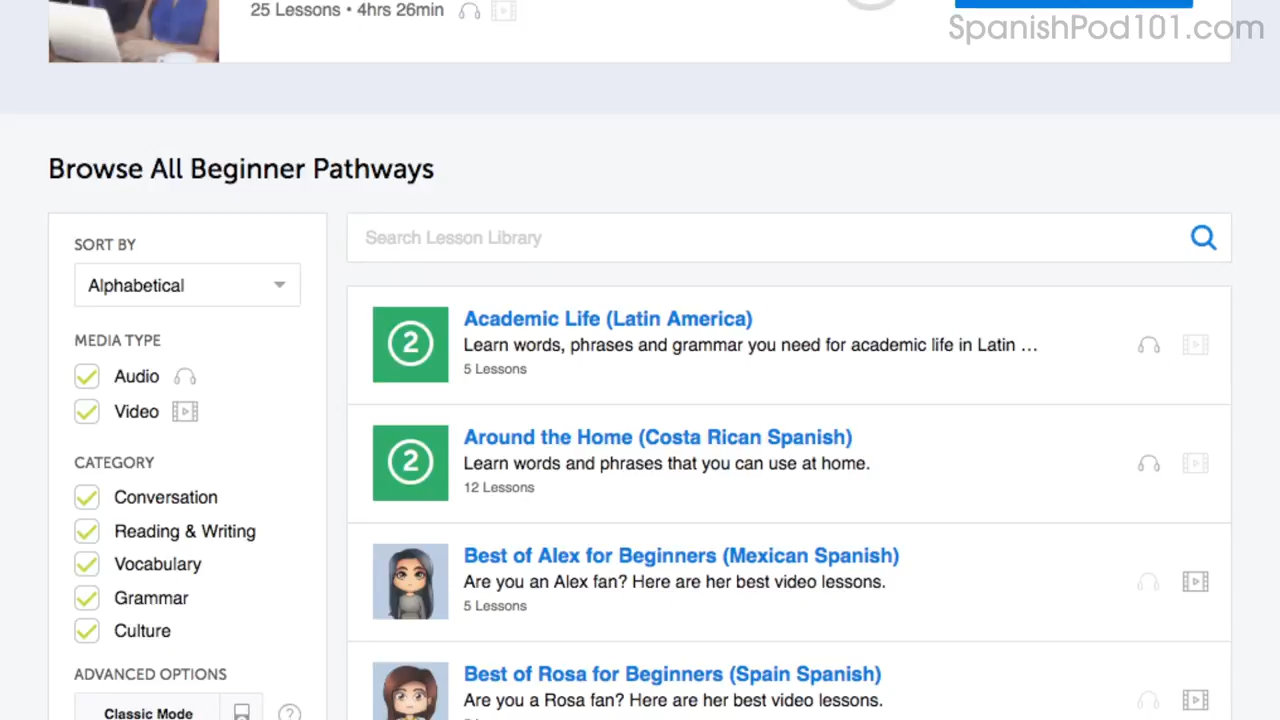 25 Lessons • 4hrs 26min
SpanishPod101.com
Browse All Beginner Pathways
SORT BY
Alphabetical
MEDIA TYPE
Audio
Video
CATEGORY
Conversation
Reading & Writing
Vocabulary
Grammar
Culture
ADVANCED OPTIONS
Classic Mode
?
Search Lesson Library
2
Academic Life (Latin America)
Learn words, phrases and grammar you need for academic life in Latin …
5 Lessons
2
Around the Home (Costa Rican Spanish)
Learn words and phrases that you can use at home.
12 Lessons
Best of Alex for Beginners (Mexican Spanish)
Are you an Alex fan? Here are her best video lessons.
5 Lessons
Best of Rosa for Beginners (Spain Spanish)
Are you a Rosa fan? Here are her best video lessons.